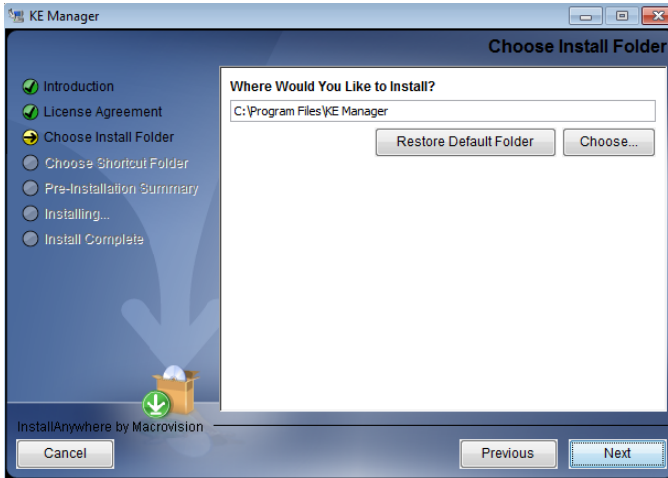 KE Manager
Choose Install Folder
Introduction
License Agreement
Choose Install Folder
Choose Shortcut Folder
Pre-Installation Summary
Installing...
Install Complete
Where Would You Like to Install?
C:\Program Files\KE Manager
Restore Default Folder
Choose...
InstallAnywhere by Macrovision
Cancel
Previous
Next